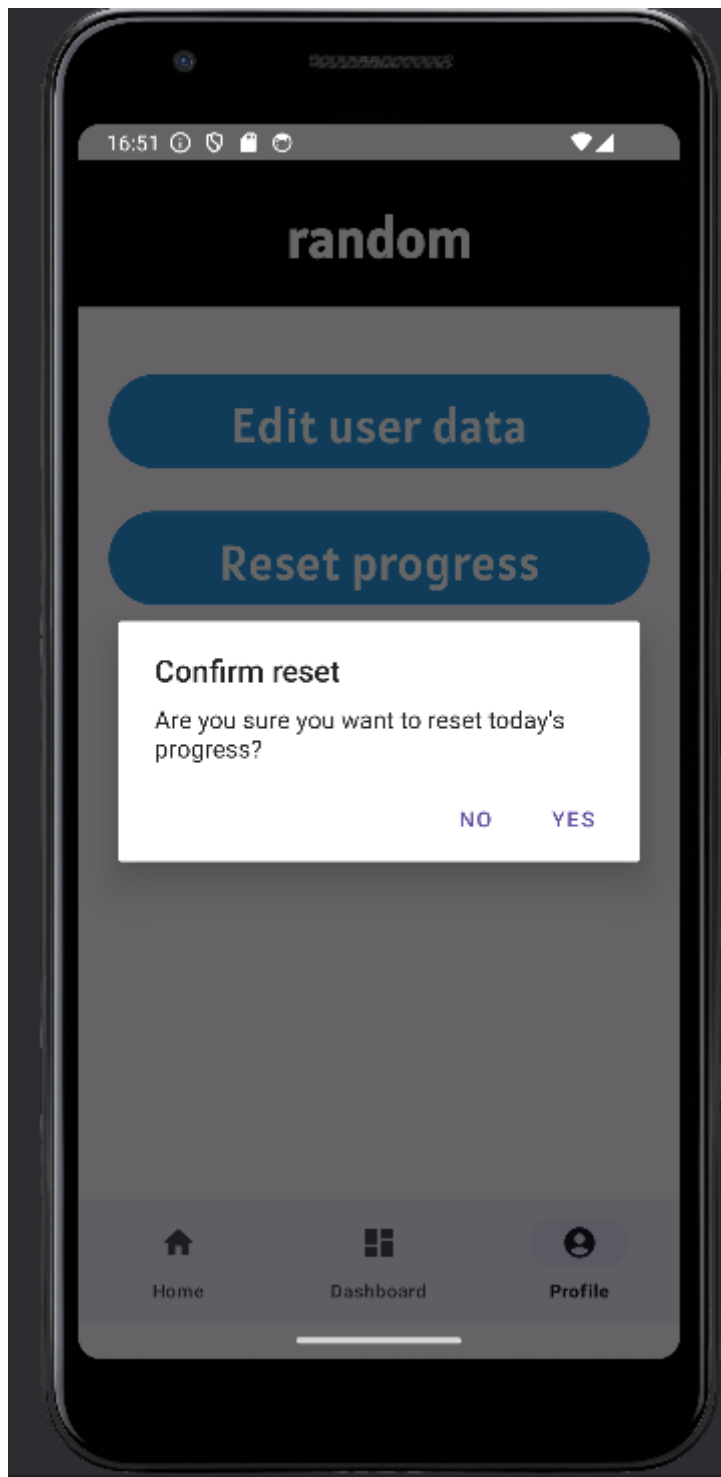 16:51
random
Edit user data
Reset progress
Confirm reset
Are you sure you want to reset today's
progress?
NO YES
Home Dashboard Profile